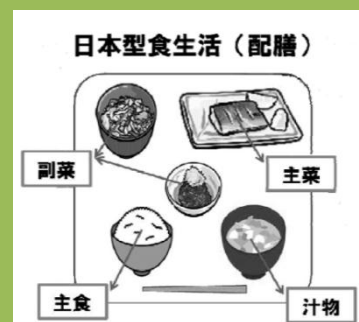 日本型食生活（配膳）
副菜
主菜
主食
汁物